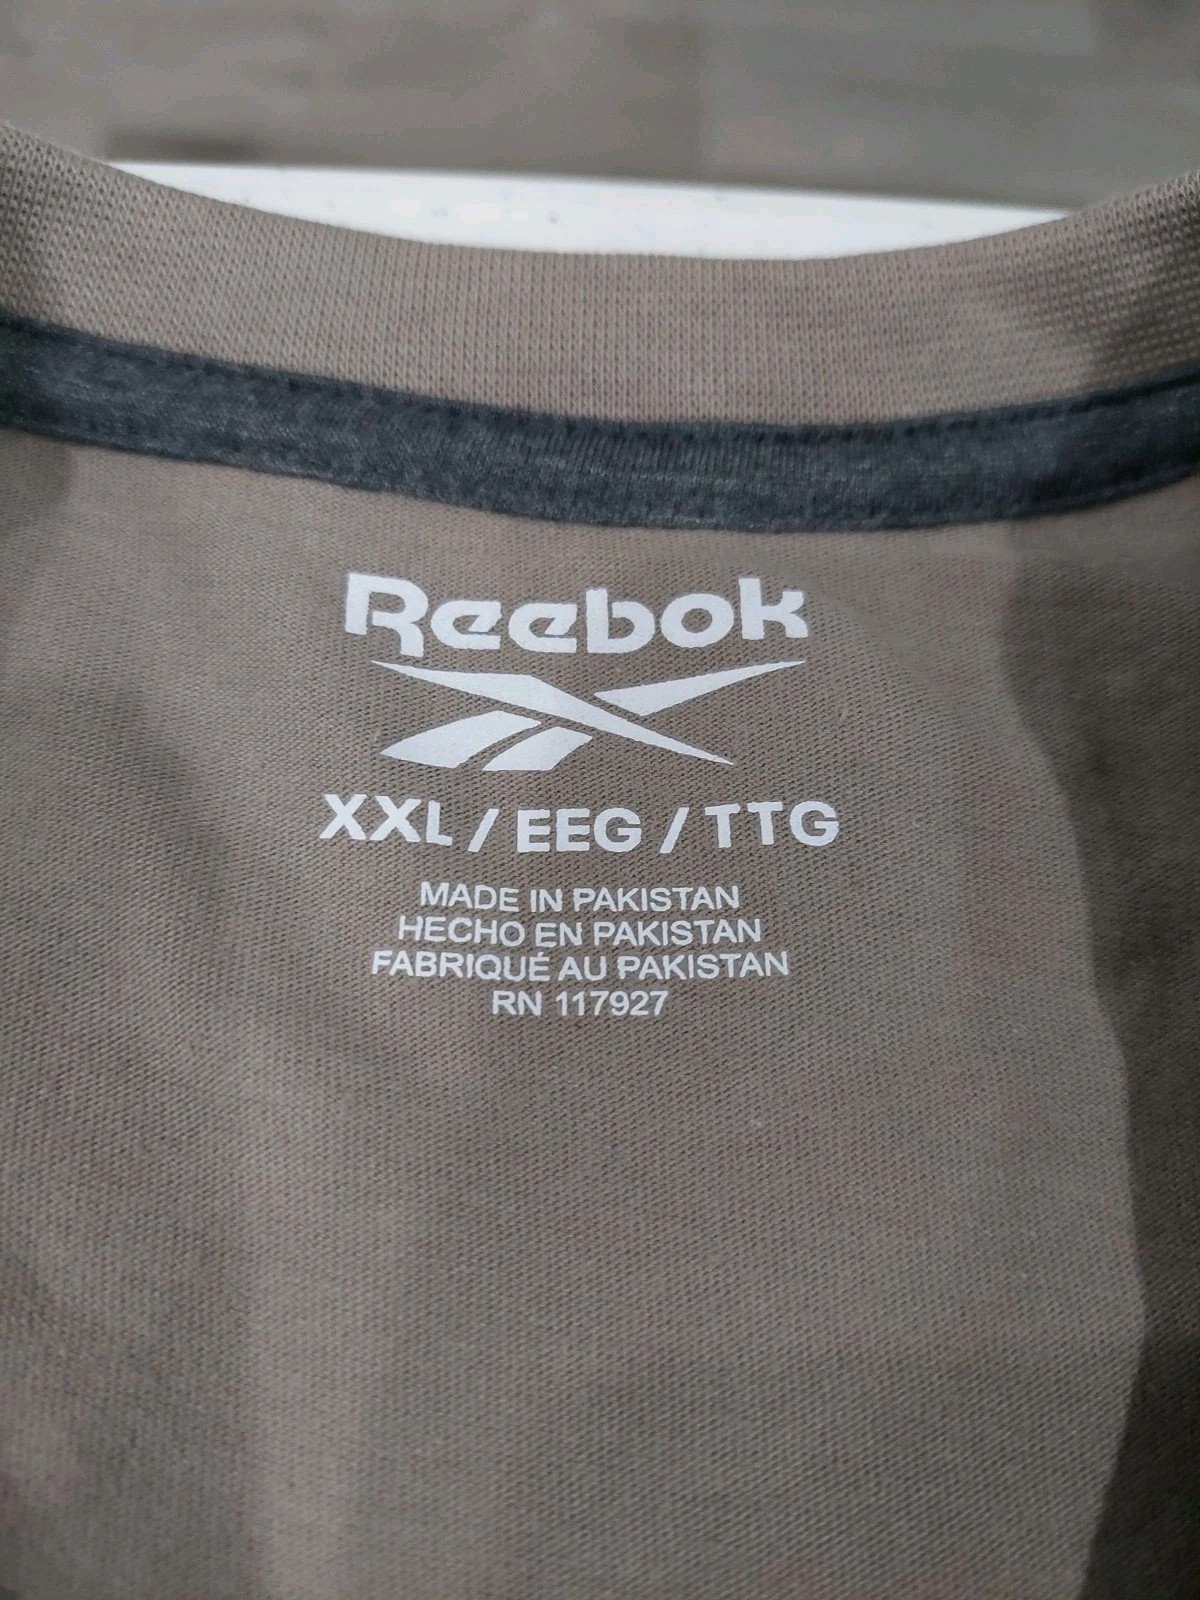 Reebok
XXL / EEG / TTG
MADE IN PAKISTAN
HECHO EN PAKISTAN
FABRIQUÉ AU PAKISTAN
RN 117927